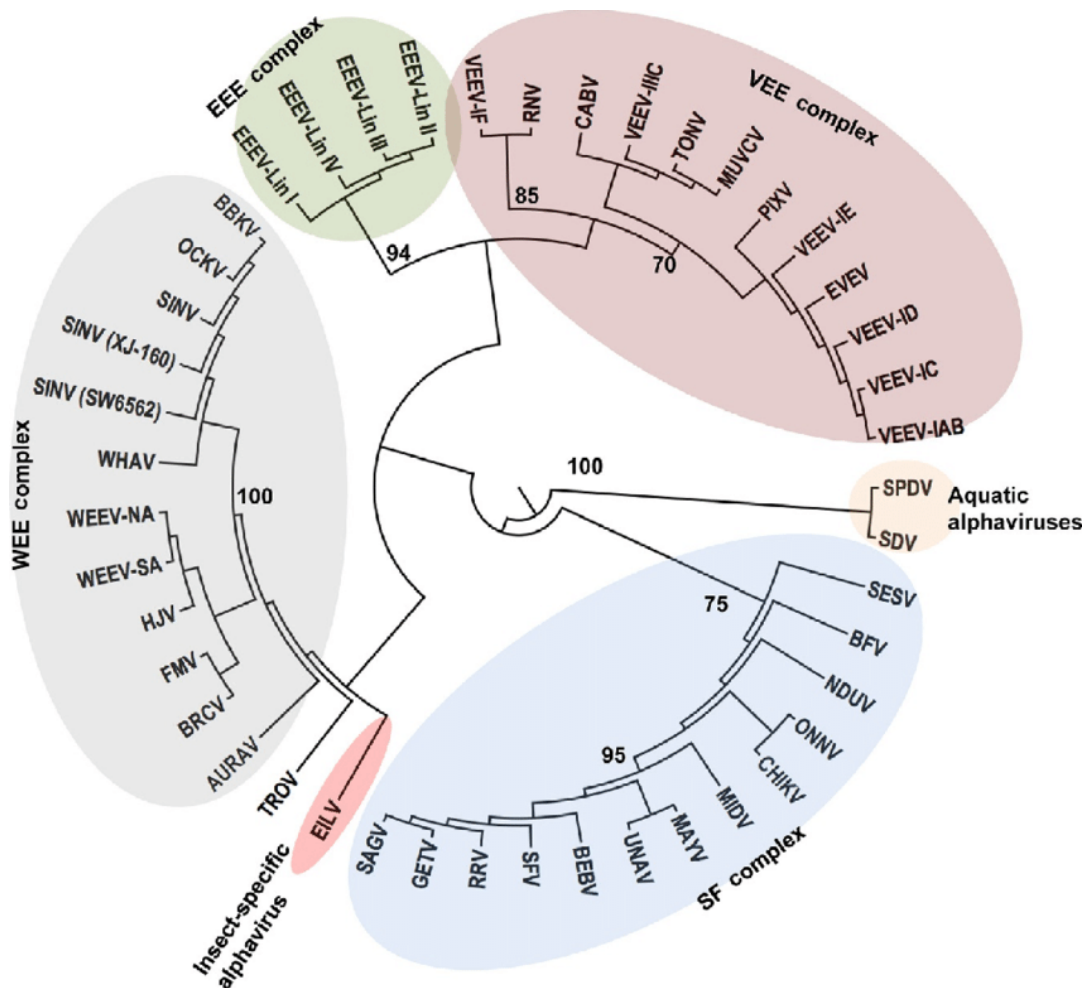 EEE complex
EEEV-Lin I
EEEV-Lin IV
EEEV-Lin III
EEEV-Lin II
VEE complex
VEEV-IF
RNV
CABV
VEEV-IIIC
TONV
MUVCV
PIXV
VEEV-IE
EVEV
VEEV-ID
VEEV-IC
VEEV-IAB
94
85
70
100
SPDV
SDV
Aquatic
alphaviruses
WEE complex
BBKV
OCKV
SINV
SINV (XJ-160)
SINV (SW6562)
WHAV
WEEV-NA
WEEV-SA
HJV
FMV
BRCV
AURAV
100
TROV
EILV
Insect-specific
alphavirus
75
95
SESV
BFV
NDUV
ONNV
CHIKV
MIDV
MAYV
UNAV
BEBV
SFV
RRV
GETV
SAGV
SF complex